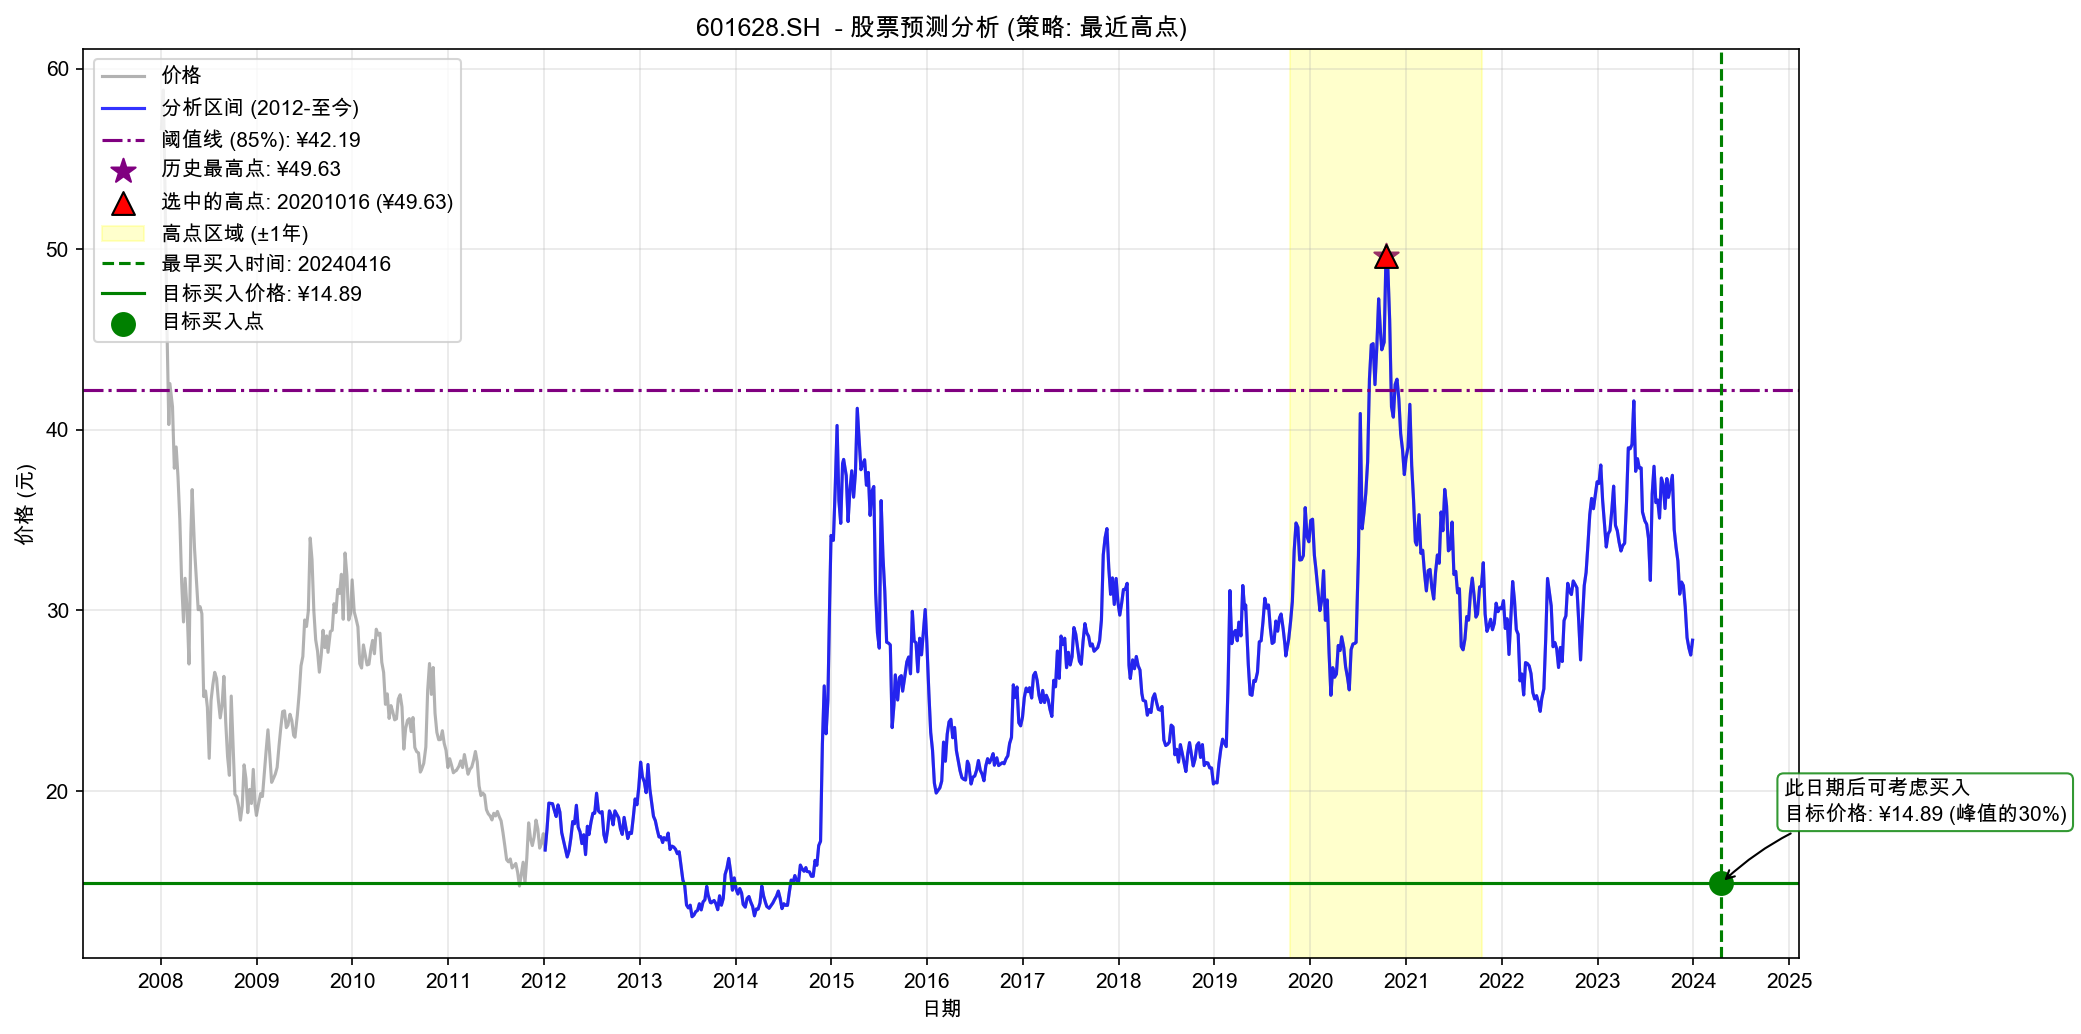 601628.SH - 股票预测分析 (策略: 最近高点)
价格
分析区间 (2012-至今)
阈值线 (85%): ¥42.19
历史最高点: ¥49.63
选中的高点: 20201016 (¥49.63)
高点区域 (±1年)
最早买入时间: 20240416
目标买入价格: ¥14.89
目标买入点
价格 (元)
60
50
40
30
20
此日期后可考虑买入
目标价格: ¥14.89 (峰值的30%)
2008 2009 2010 2011 2012 2013 2014 2015 2016 2017 2018 2019 2020 2021 2022 2023 2024 2025
日期